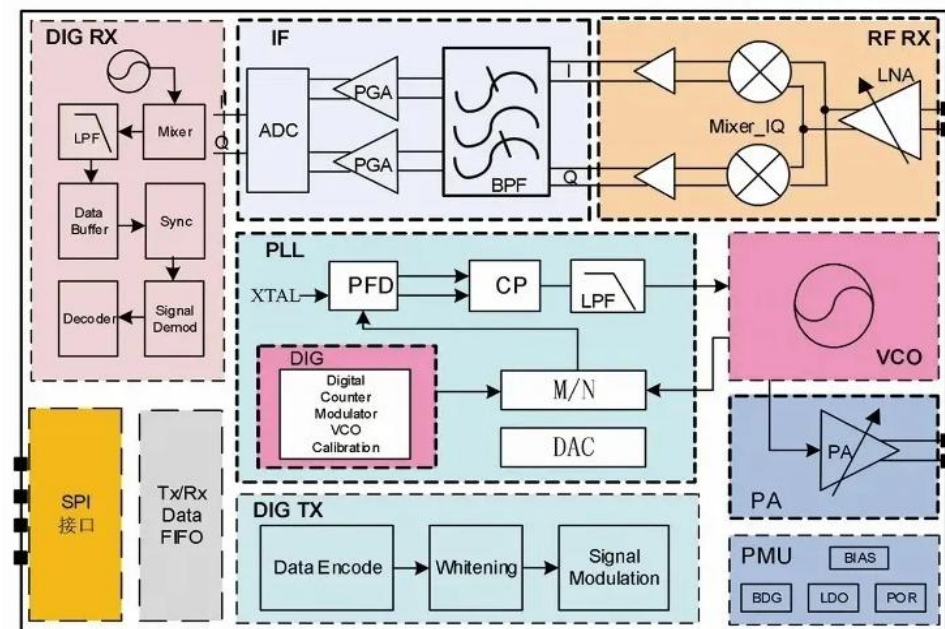 DIG RX
Mixer
LPF
Data
Buffer
Sync
Signal
Demod
Decoder
I
Q
IF
ADC
PGA
PGA
BPF
I
Q
RF RX
LNA
Mixer_IQ
PLL
XTAL
PFD
CP
LPF
DIG
Digital
Counter
Modulator
VCO
Calibration
M/N
DAC
VCO
PA
PA
SPI
接口
Tx/Rx
Data
FIFO
DIG TX
Data Encode
Whitening
Signal
Modulation
PMU
BIAS
BDG
LDO
POR